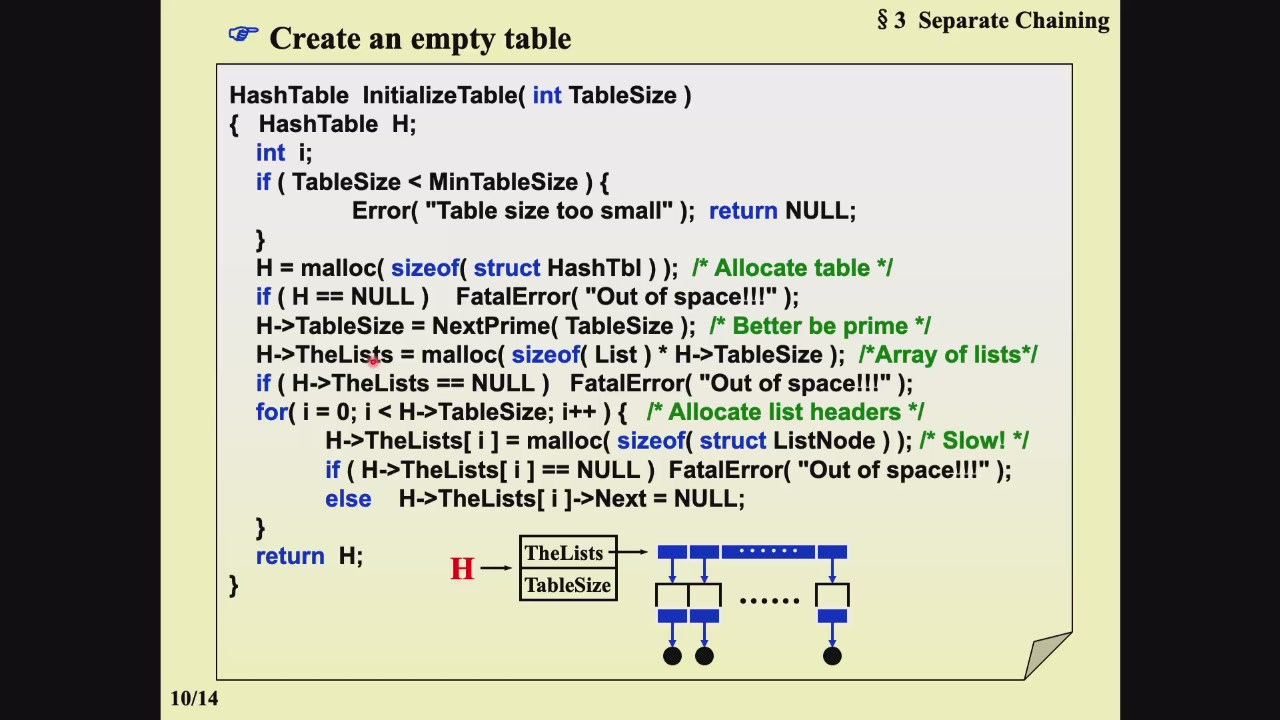 § 3 Separate Chaining
☞ Create an empty table
HashTable InitializeTable( int TableSize )
{ HashTable H;
int i;
if ( TableSize < MinTableSize ) {
Error( "Table size too small" ); return NULL;
}
H = malloc( sizeof( struct HashTbl ) ); /* Allocate table */
if ( H == NULL ) FatalError( "Out of space!!!" );
H->TableSize = NextPrime( TableSize ); /* Better be prime */
H->TheLists = malloc( sizeof( List ) * H->TableSize ); /*Array of lists*/
if ( H->TheLists == NULL ) FatalError( "Out of space!!!" );
for( i = 0; i < H->TableSize; i++ ) { /* Allocate list headers */
H->TheLists[ i ] = malloc( sizeof( struct ListNode ) ); /* Slow! */
if ( H->TheLists[ i ] == NULL ) FatalError( "Out of space!!!" );
else H->TheLists[ i ]->Next = NULL;
}
return H;
}
H
TheLists
TableSize
······
······
10/14